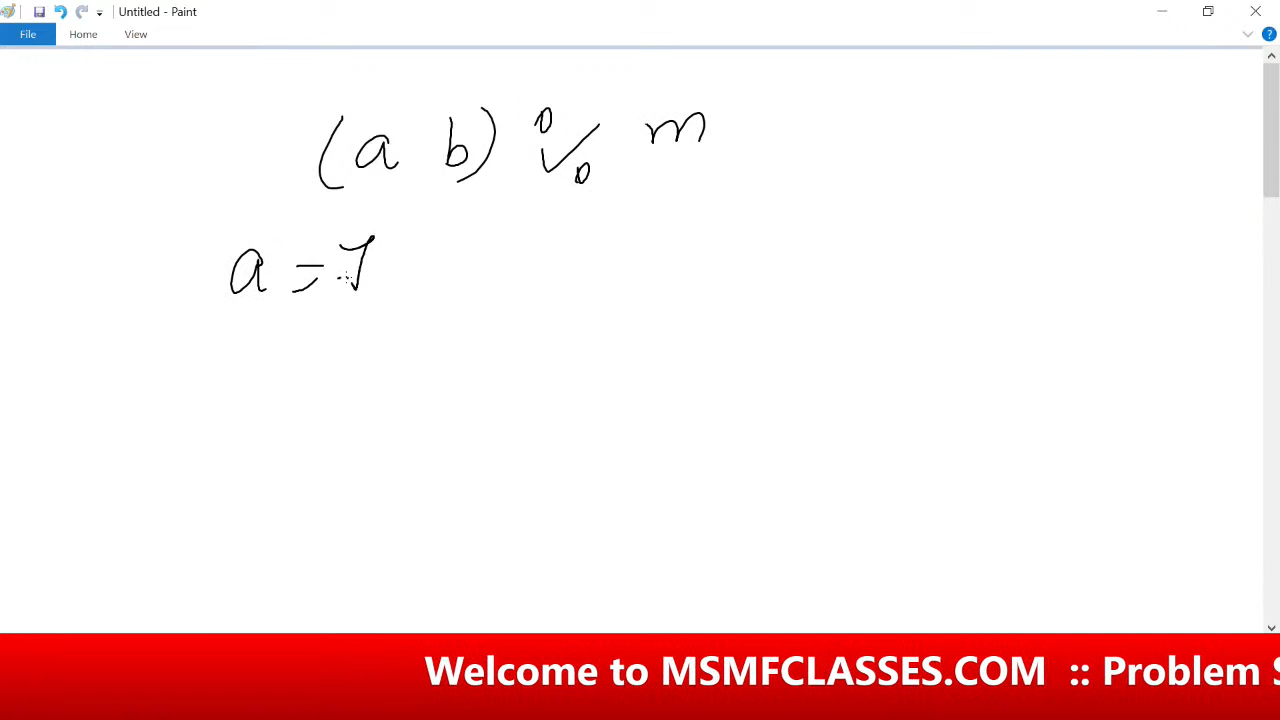 Untitled - Paint
File Home View
(a b) % m
a = 7
Welcome to MSMFCLASSES.COM :: Problem S